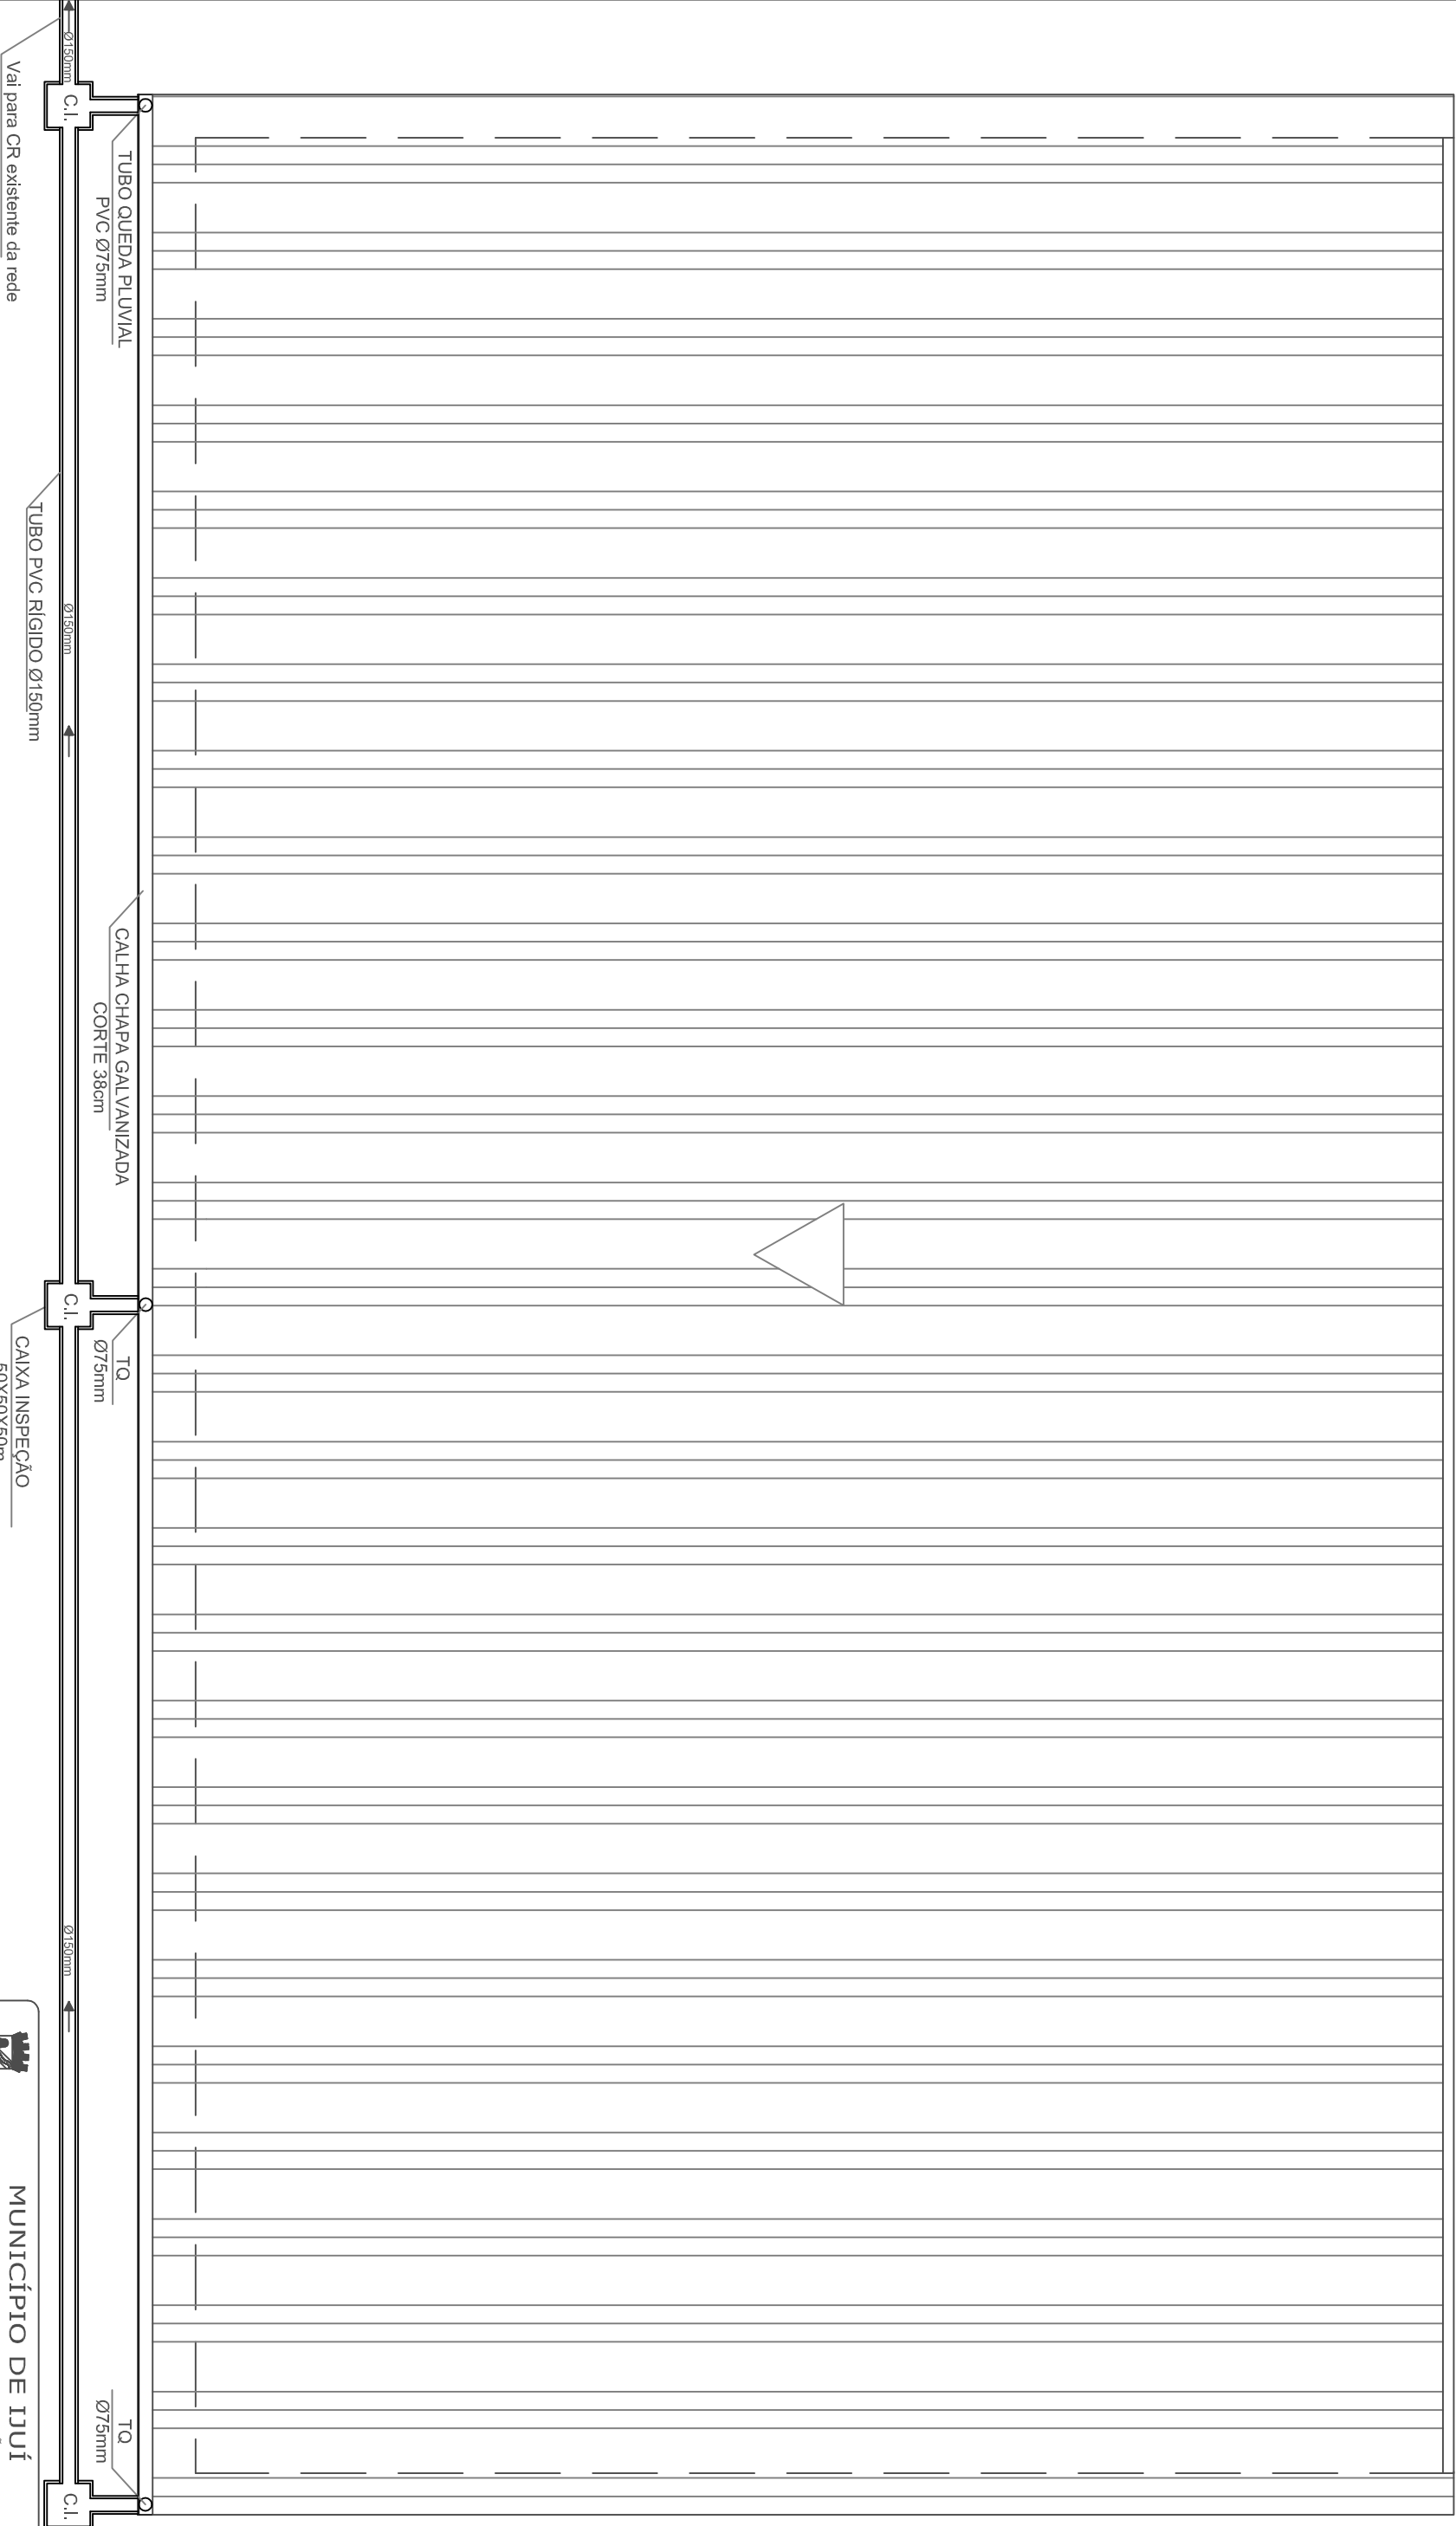 Ø150mm
C.I.
Vai para CR existente da rede
TUBO QUEDA PLUVIAL
PVC Ø75mm
TUBO PVC RÍGIDO Ø150mm
Ø150mm
CALHA CHAPA GALVANIZADA
CORTE 38cm
C.I.
TQ
Ø75mm
CAIXA INSPEÇÃO
50X50X50m
Ø150mm
TQ
Ø75mm
C.I.
MUNICÍPIO DE IJUÍ